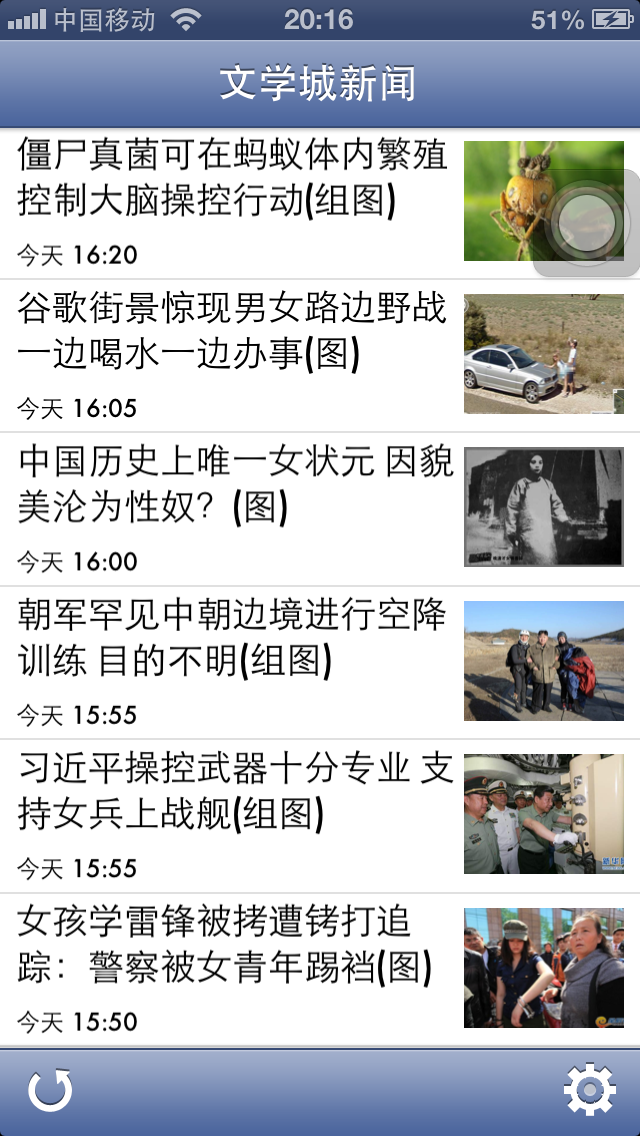 中国移动 20:16 51%
文学城新闻
僵尸真菌可在蚂蚁体内繁殖
控制大脑操控行动(组图)
今天 16:20
谷歌街景惊现男女路边野战
一边喝水一边办事(图)
今天 16:05
中国历史上唯一女状元 因貌
美沦为性奴？(图)
今天 16:00
朝军罕见中朝边境进行空降
训练 目的不明(组图)
今天 15:55
习近平操控武器十分专业 支
持女兵上战舰(组图)
今天 15:55
女孩学雷锋被拷遭铐打追
踪：警察被女青年踢裆(图)
今天 15:50